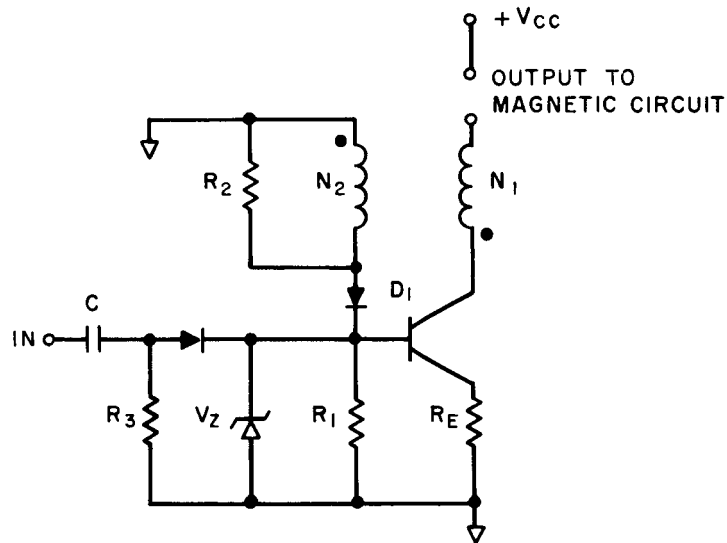 +VCC
OUTPUT TO
MAGNETIC CIRCUIT
R2
N2
N1
C
D1
IN
R3
VZ
R1
RE